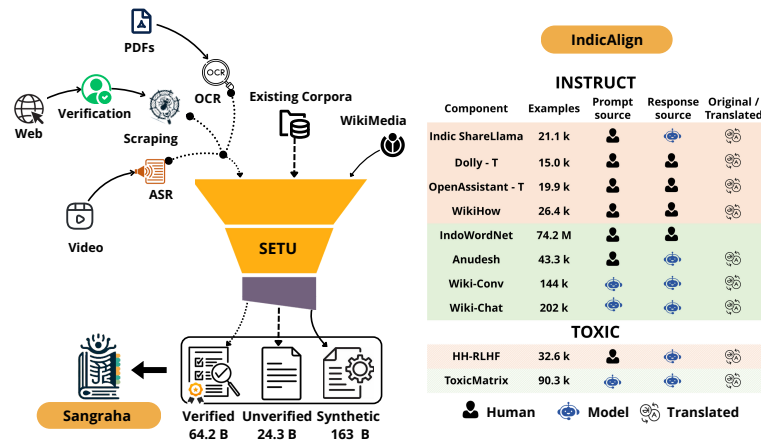 PDFs
OCR
OCR
Verification
Web
Scraping
Existing Corpora
WikiMedia
ASR
Video
SETU
Sangraha
Verified Unverified Synthetic
64.2 B 24.3 B 163 B
IndicAlign
INSTRUCT
Component Examples Prompt source Response source Original / Translated
Indic ShareLlama 21.1 k
Dolly - T 15.0 k
OpenAssistant - T 19.9 k
WikiHow 26.4 k
IndoWordNet 74.2 M
Anudesh 43.3 k
Wiki-Conv 144 k
Wiki-Chat 202 k
TOXIC
HH-RLHF 32.6 k
ToxicMatrix 90.3 k
Human Model Translated